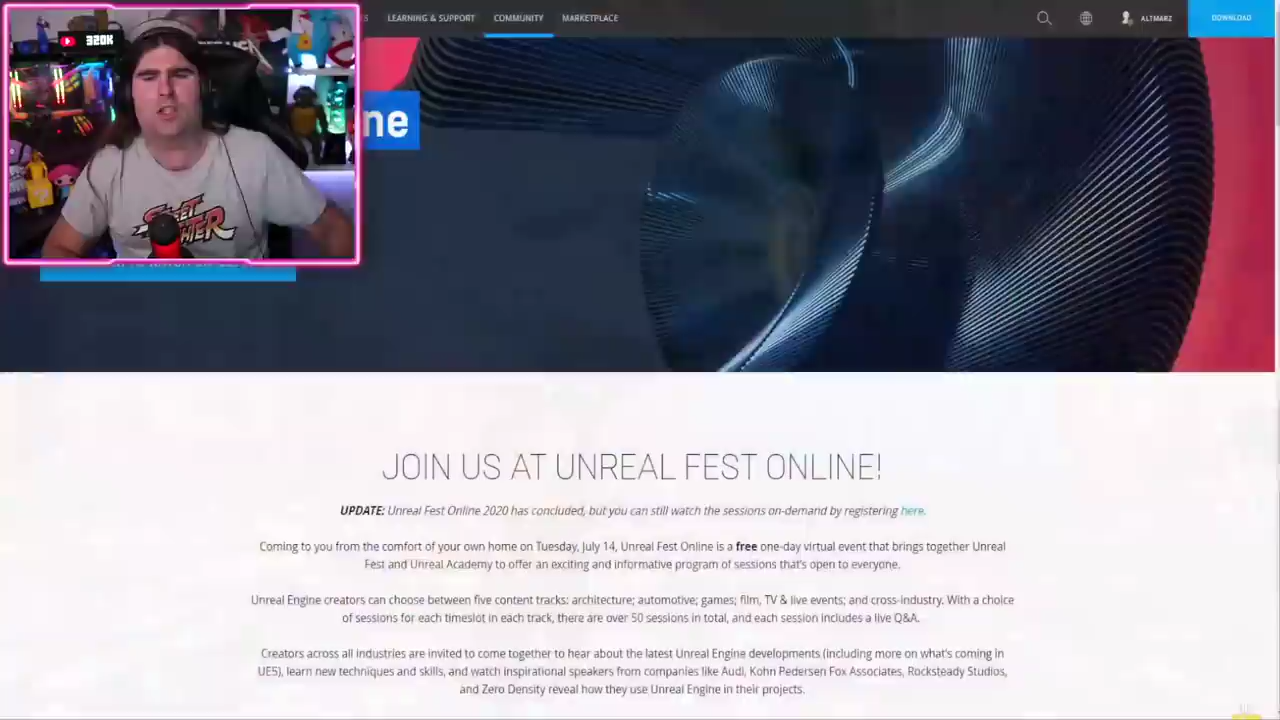 LEARNING & SUPPORT
COMMUNITY
MARKETPLACE
ALTMARZ
DOWNLOAD
320K
STREET
FIGHTER
ne
JOIN US AT UNREAL FEST ONLINE!
UPDATE: Unreal Fest Online 2020 has concluded, but you can still watch the sessions on-demand by registering here.
Coming to you from the comfort of your own home on Tuesday, July 14, Unreal Fest Online is a free one-day virtual event that brings together Unreal
Fest and Unreal Academy to offer an exciting and informative program of sessions that's open to everyone.
Unreal Engine creators can choose between five content tracks: architecture; automotive; games; film, TV & live events; and cross-industry. With a choice
of sessions for each timeslot in each track, there are over 50 sessions in total, and each session includes a live Q&A.
Creators across all industries are invited to come together to hear about the latest Unreal Engine developments (including more on what's coming in
UE5), learn new techniques and skills, and watch inspirational speakers from companies like Audi, Kohn Pedersen Fox Associates, Rocksteady Studios,
and Zero Density reveal how they use Unreal Engine in their projects.